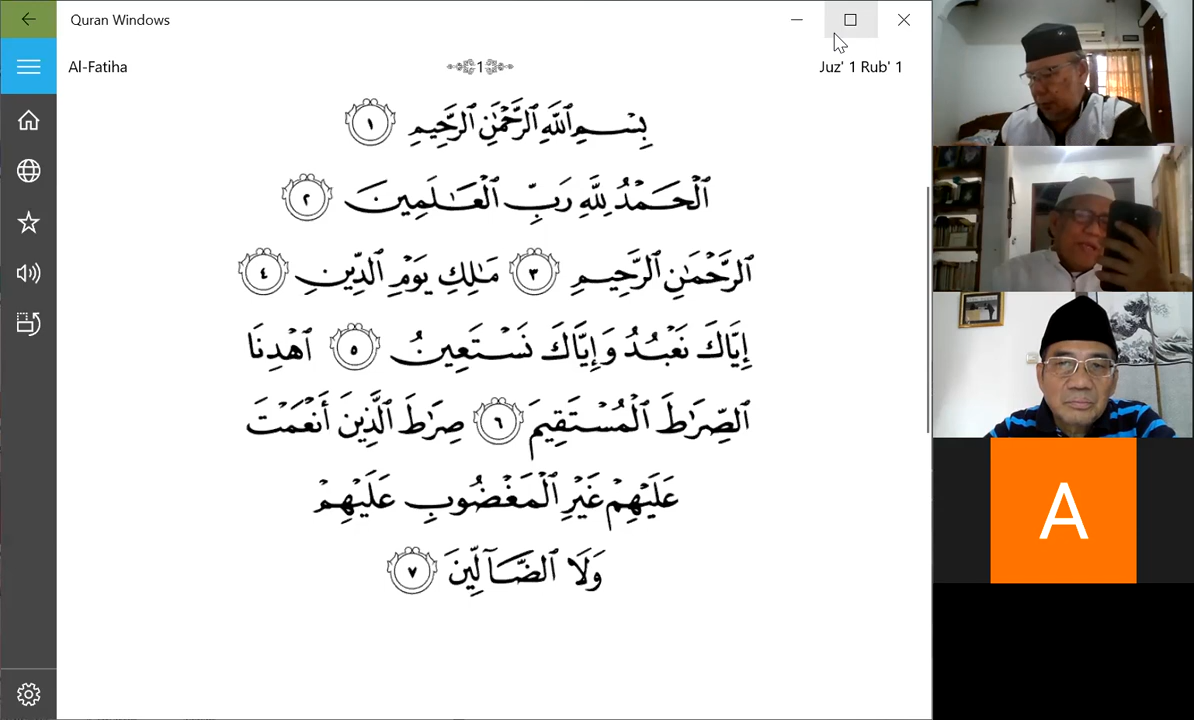 Quran Windows
Al-Fatiha
1
Juz' 1 Rub' 1
بِسْمِ ٱللَّهِ ٱلرَّحْمَٰنِ ٱلرَّحِيمِ ١
ٱلْحَمْدُ لِلَّهِ رَبِّ ٱلْعَٰلَمِينَ ٢
ٱلرَّحْمَٰنِ ٱلرَّحِيمِ ٣ مَٰلِكِ يَوْمِ ٱلدِّينِ ٤
إِيَّاكَ نَعْبُدُ وَإِيَّاكَ نَسْتَعِينُ ٥ ٱهْدِنَا
ٱلصِّرَٰطَ ٱلْمُسْتَقِيمَ ٦ صِرَٰطَ ٱلَّذِينَ أَنْعَمْتَ
عَلَيْهِمْ غَيْرِ ٱلْمَغْضُوبِ عَلَيْهِمْ
وَلَا ٱلضَّآلِّينَ ٧
A